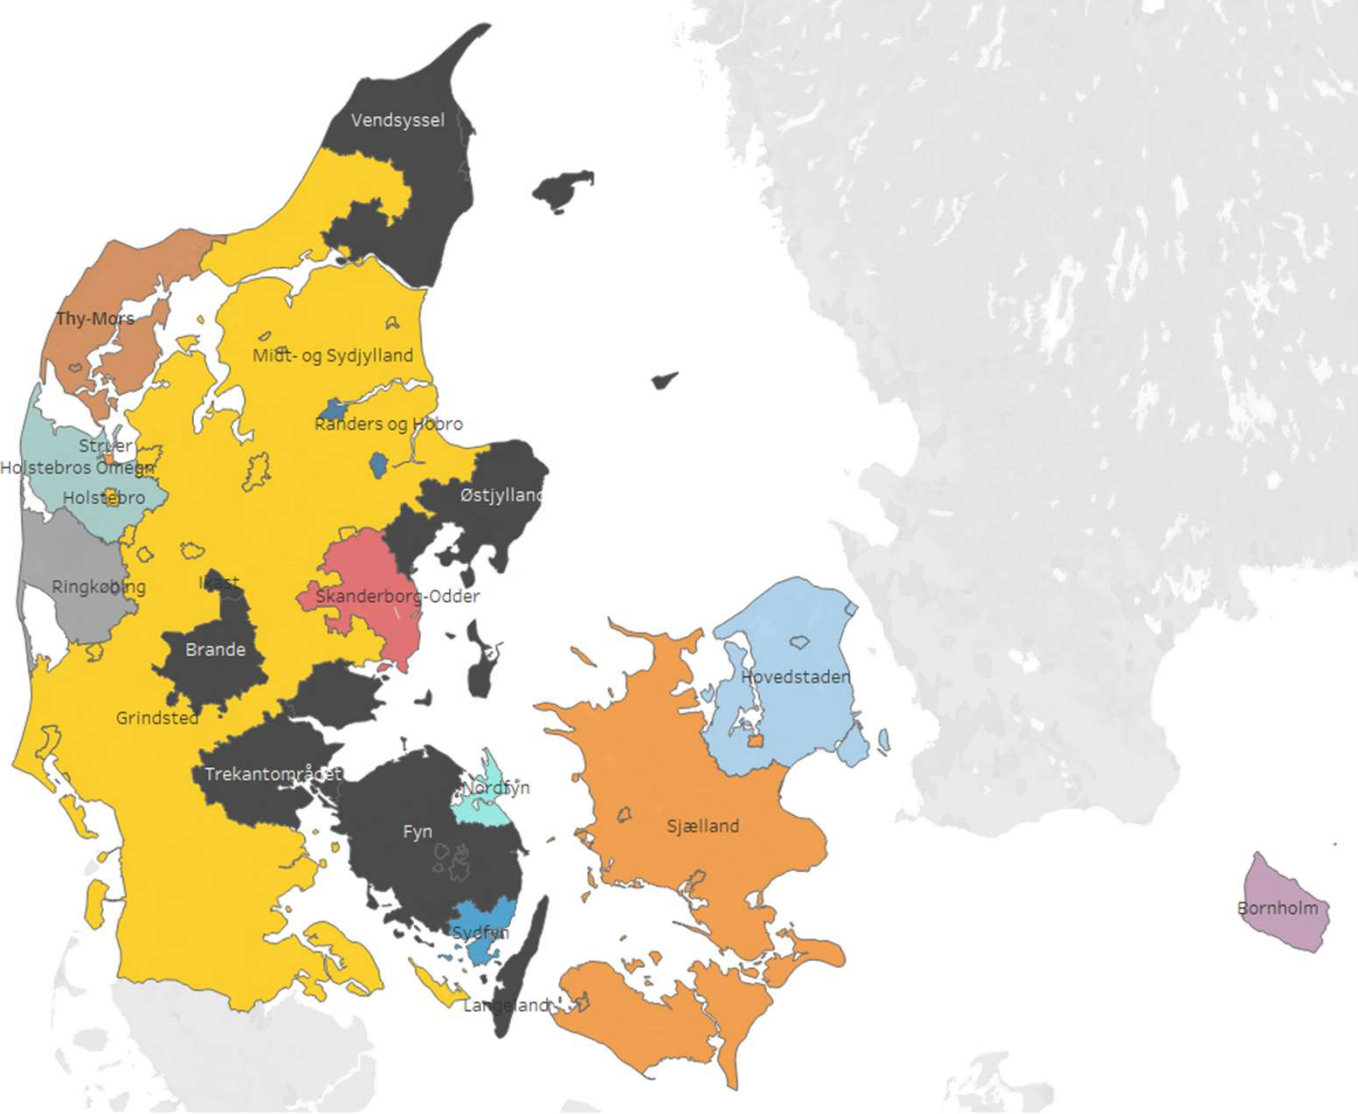 Vendsyssel
Thy-Mors
Midt- og Sydjylland
Randers og Hobro
Struer
Holstebros Omegn
Holstebro
Østjylland
Ringkøbing
Ikast
Skanderborg-Odder
Brande
Hovedstaden
Grindsted
Trekantområdet
Nordfyn
Fyn
Sjælland
Bornholm
Sydfyn
Langeland